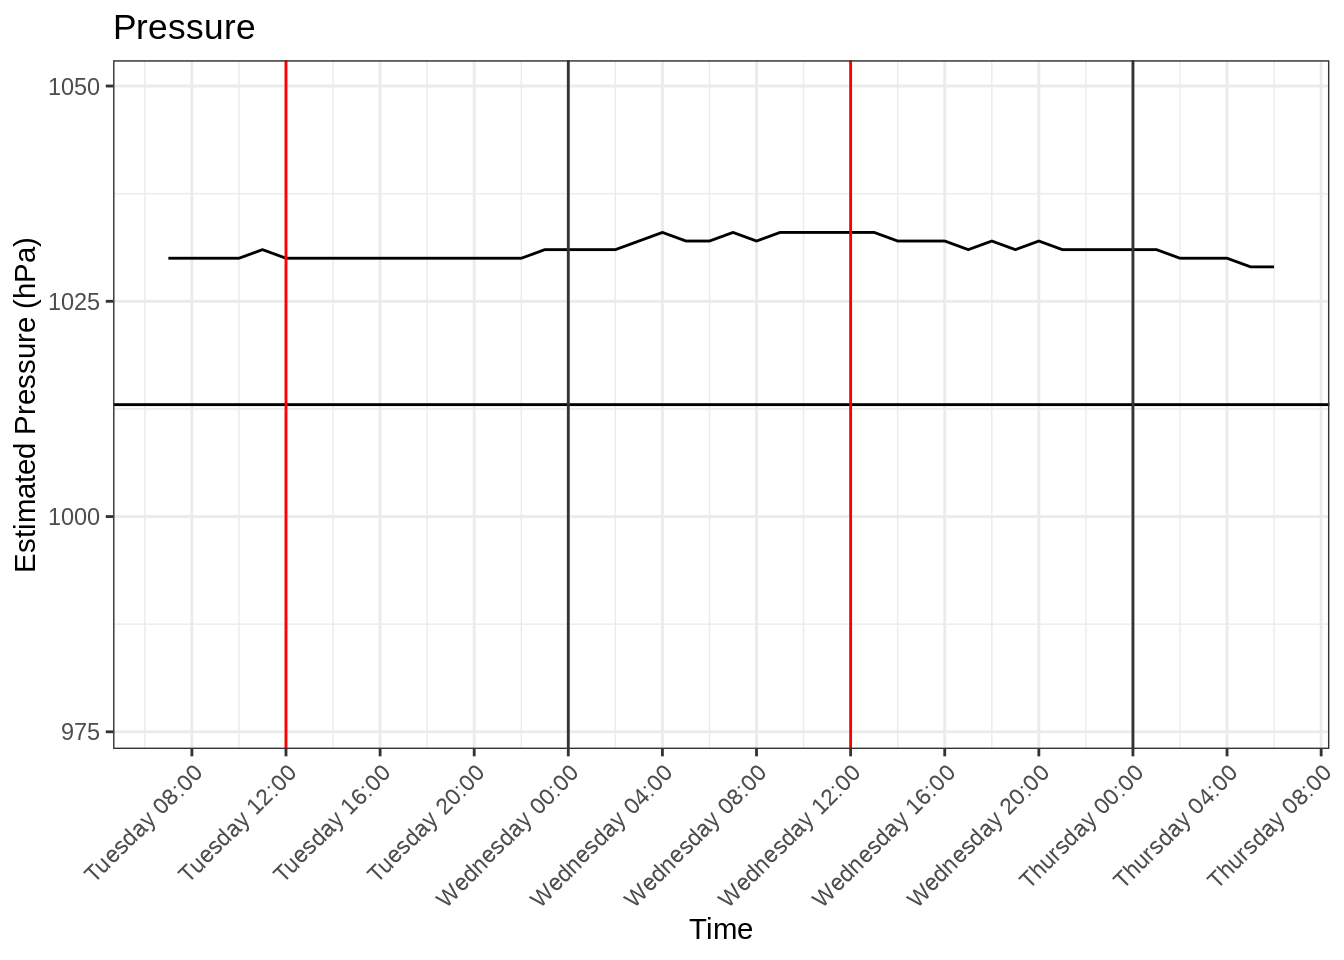 Pressure
Estimated Pressure (hPa)
1050
1025
1000
975
Tuesday 08:00
Tuesday 12:00
Tuesday 16:00
Tuesday 20:00
Wednesday 00:00
Wednesday 04:00
Wednesday 08:00
Wednesday 12:00
Wednesday 16:00
Wednesday 20:00
Thursday 00:00
Thursday 04:00
Thursday 08:00
Time